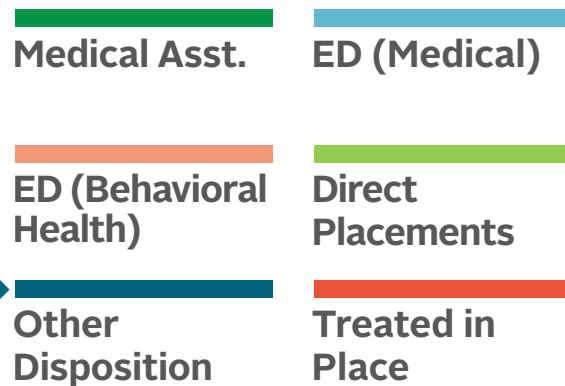 Medical Asst.
ED (Medical)
ED (Behavioral
Health)
Direct
Placements
Other
Disposition
Treated in
Place